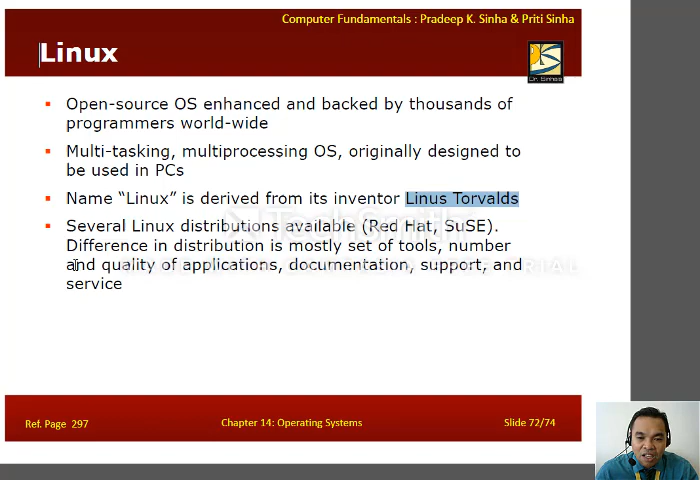 Computer Fundamentals : Pradeep K. Sinha & Priti Sinha
Linux
Dr. Sinhas
Open-source OS enhanced and backed by thousands of
programmers world-wide
Multi-tasking, multiprocessing OS, originally designed to
be used in PCs
Name “Linux” is derived from its inventor Linus Torvalds
Several Linux distributions available (Red Hat, SuSE).
Difference in distribution is mostly set of tools, number
and quality of applications, documentation, support, and
service
TechSmith
Ref. Page 297
Chapter 14: Operating Systems
Slide 72/74